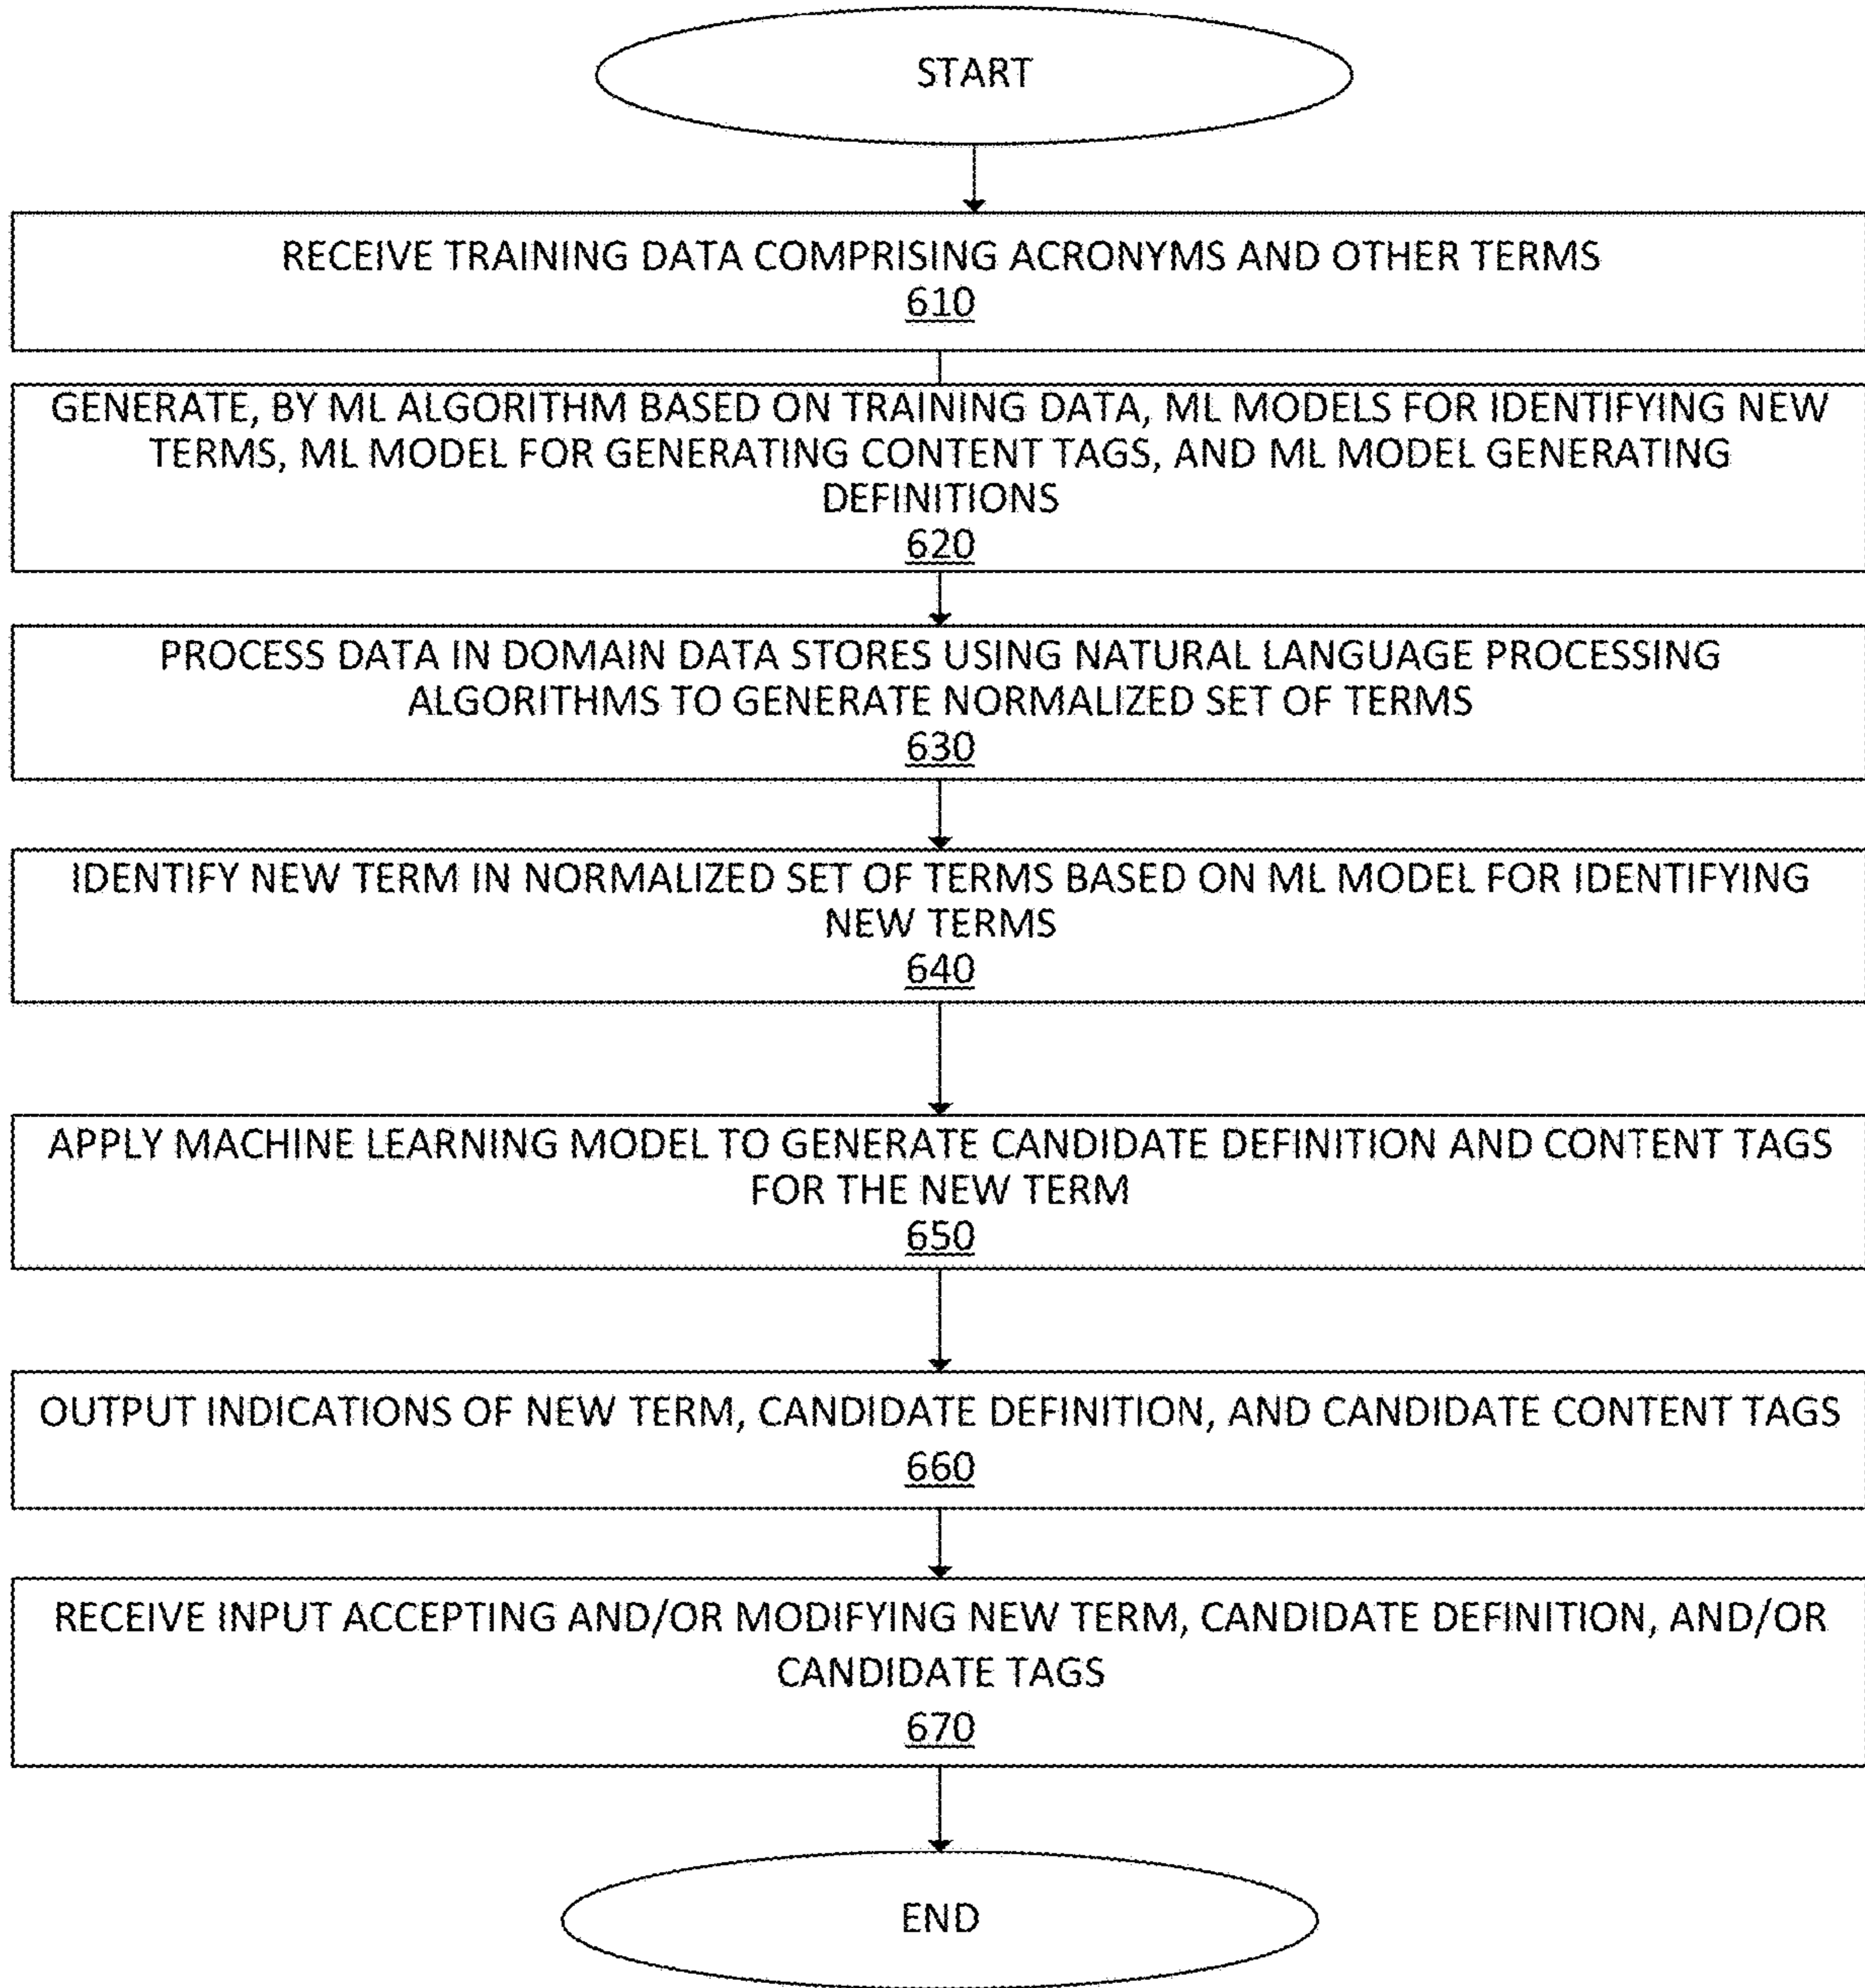 START
RECEIVE TRAINING DATA COMPRISING ACRONYMS AND OTHER TERMS
610
GENERATE, BY ML ALGORITHM BASED ON TRAINING DATA, ML MODELS FOR IDENTIFYING NEW
TERMS, ML MODEL FOR GENERATING CONTENT TAGS, AND ML MODEL GENERATING
DEFINITIONS
620
PROCESS DATA IN DOMAIN DATA STORES USING NATURAL LANGUAGE PROCESSING
ALGORITHMS TO GENERATE NORMALIZED SET OF TERMS
630
IDENTIFY NEW TERM IN NORMALIZED SET OF TERMS BASED ON ML MODEL FOR IDENTIFYING
NEW TERMS
640
APPLY MACHINE LEARNING MODEL TO GENERATE CANDIDATE DEFINITION AND CONTENT TAGS
FOR THE NEW TERM
650
OUTPUT INDICATIONS OF NEW TERM, CANDIDATE DEFINITION, AND CANDIDATE CONTENT TAGS
660
RECEIVE INPUT ACCEPTING AND/OR MODIFYING NEW TERM, CANDIDATE DEFINITION, AND/OR
CANDIDATE TAGS
670
END